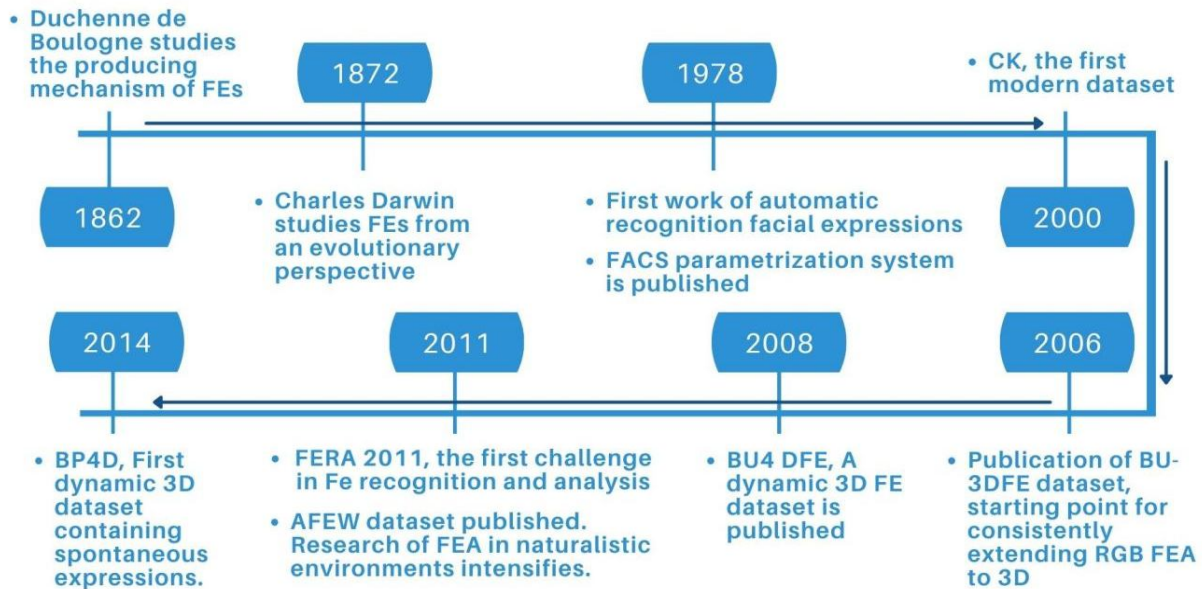 • Duchenne de
Boulogne studies
the producing
mechanism of FEs
1862
1872
• Charles Darwin
studies FEs from
an evolutionary
perspective
1978
• First work of automatic
recognition facial expressions
• FACS parametrization system
is published
• CK, the first
modern dataset
2000
2006
• Publication of BU-
3DFE dataset,
starting point for
consistently
extending RGB FEA
to 3D
2008
• BU4 DFE, A
dynamic 3D FE
dataset is
published
2011
• FERA 2011, the first challenge
in Fe recognition and analysis
• AFEW dataset published.
Research of FEA in naturalistic
environments intensifies.
2014
• BP4D, First
dynamic 3D
dataset
containing
spontaneous
expressions.